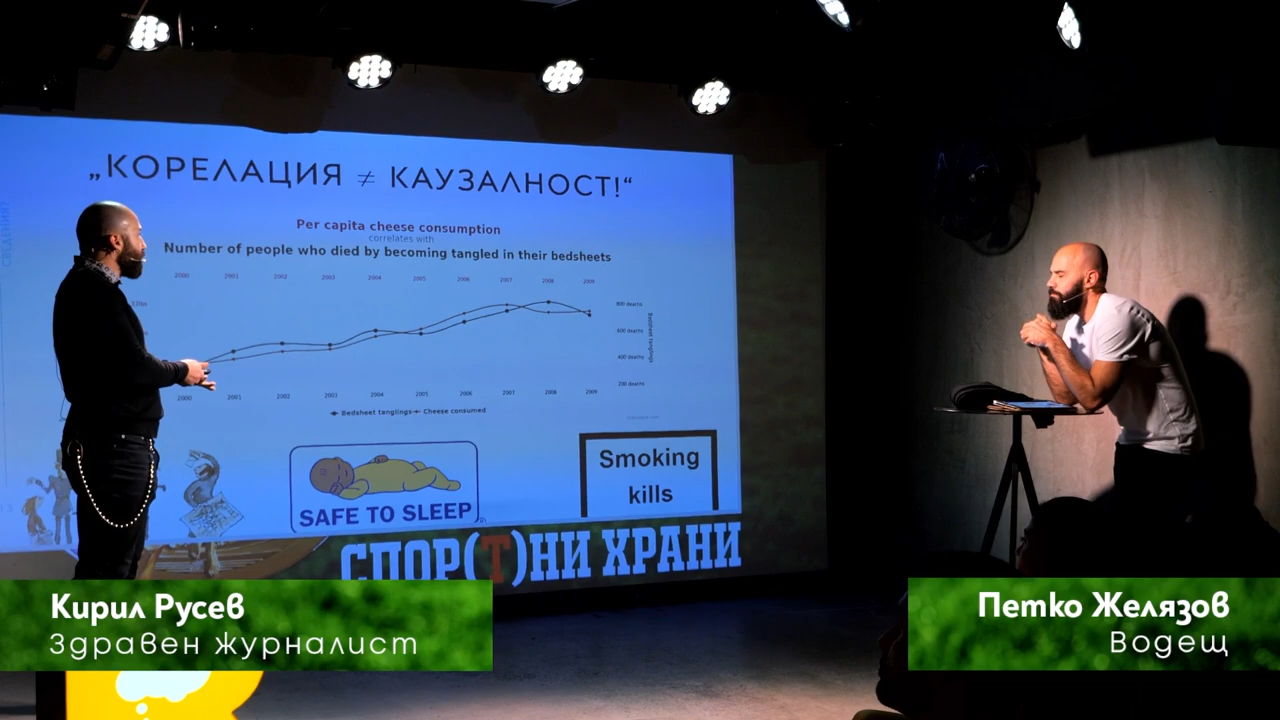 „КОРЕЛАЦИЯ ≠ КАУЗАЛНОСТ!“
Per capita cheese consumption
correlates with
Number of people who died by becoming tangled in their bedsheets
2000 2001 2002 2003 2004 2005 2006 2007 2008 2009
800 deaths
600 deaths
400 deaths
200 deaths
Bedsheet tanglings
2000 2001 2002 2003 2004 2005 2006 2007 2008 2009
Bedsheet tanglings Cheese consumed
SAFE TO SLEEP
Smoking
kills
СПОР(Т)НИ ХРАНИ
Кирил Русев
Здравен журналист
Петко Желязов
Водещ